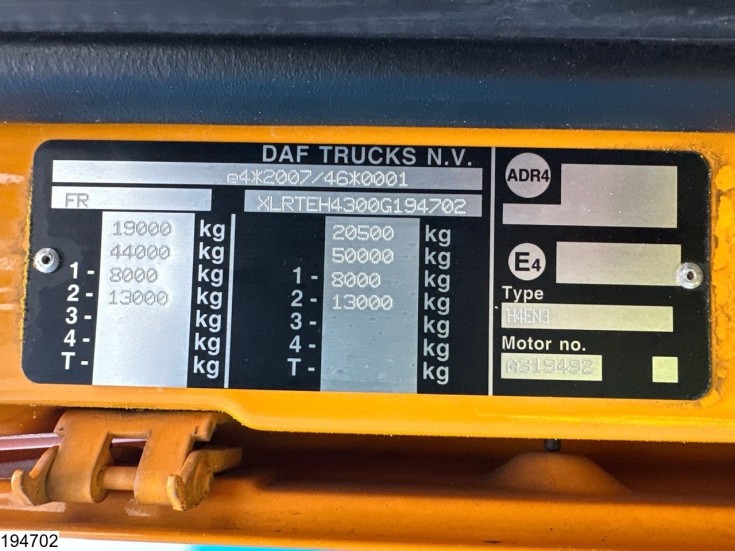 DAF TRUCKS N.V.
e4*2007/46*0001
FR XLRTEH4300G194702
19000 kg 20500 kg
44000 kg 50000 kg
1- 8000 kg 1- 8000 kg
2- 13000 kg 2- 13000 kg
3- kg 3- kg
4- kg 4- kg
T- kg T- kg
ADR4
E4
Type
H4EN3
Motor no.
A819492
194702